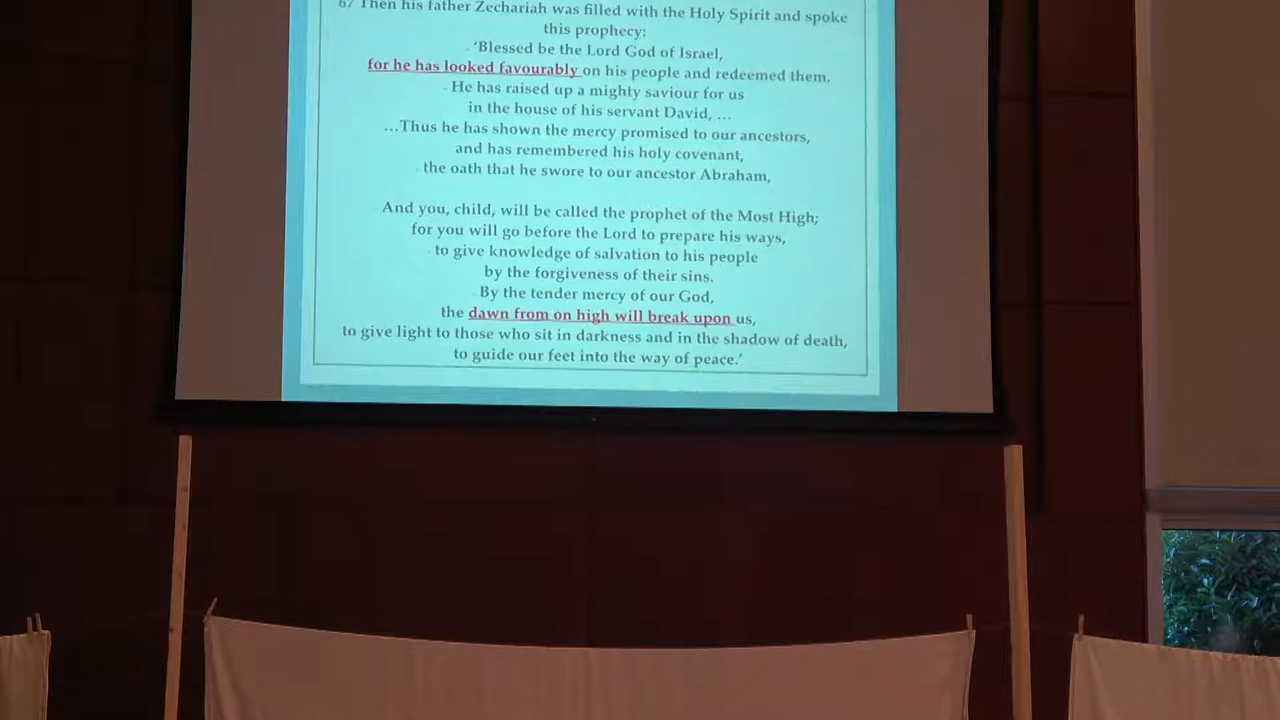 67 Then his father Zechariah was filled with the Holy Spirit and spoke
this prophecy:
‘Blessed be the Lord God of Israel,
for he has looked favourably on his people and redeemed them.
He has raised up a mighty saviour for us
in the house of his servant David, …
…Thus he has shown the mercy promised to our ancestors,
and has remembered his holy covenant,
the oath that he swore to our ancestor Abraham,
And you, child, will be called the prophet of the Most High;
for you will go before the Lord to prepare his ways,
to give knowledge of salvation to his people
by the forgiveness of their sins.
By the tender mercy of our God,
the dawn from on high will break upon us,
to give light to those who sit in darkness and in the shadow of death,
to guide our feet into the way of peace.’